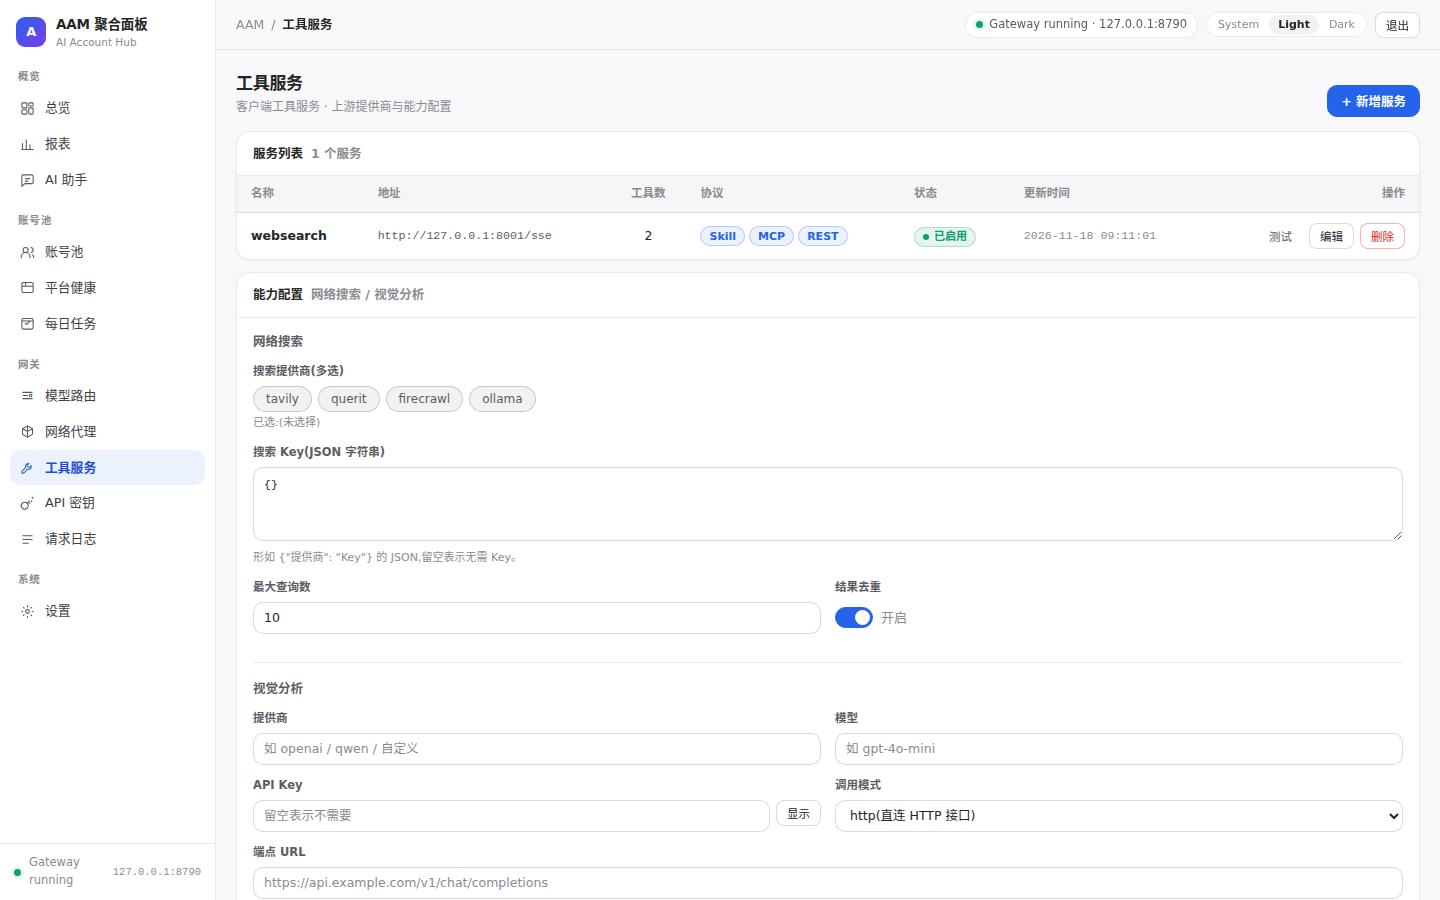 A
AAM 聚合面板
AI Account Hub
概览
总览
报表
AI 助手
账号池
账号池
平台健康
每日任务
网关
模型路由
网络代理
工具服务
API 密钥
请求日志
系统
设置
Gateway running
127.0.0.1:8790
AAM / 工具服务
Gateway running · 127.0.0.1:8790
System Light Dark
退出
工具服务
客户端工具服务 · 上游提供商与能力配置
+ 新增服务
服务列表 1 个服务
名称 地址 工具数 协议 状态 更新时间 操作
websearch http://127.0.0.1:8001/sse 2 Skill MCP REST 已启用 2026-11-18 09:11:01 测试 编辑 删除
能力配置 网络搜索 / 视觉分析
网络搜索
搜索提供商(多选)
tavily querit firecrawl ollama
已选:(未选择)
搜索 Key(JSON 字符串)
{}
形如 {"提供商": "Key"} 的 JSON,留空表示无需 Key。
最大查询数 结果去重
10 开启
视觉分析
提供商 模型
如 openai / qwen / 自定义 如 gpt-4o-mini
API Key 调用模式
留空表示不需要 显示 http(直连 HTTP 接口)
端点 URL
https://api.example.com/v1/chat/completions